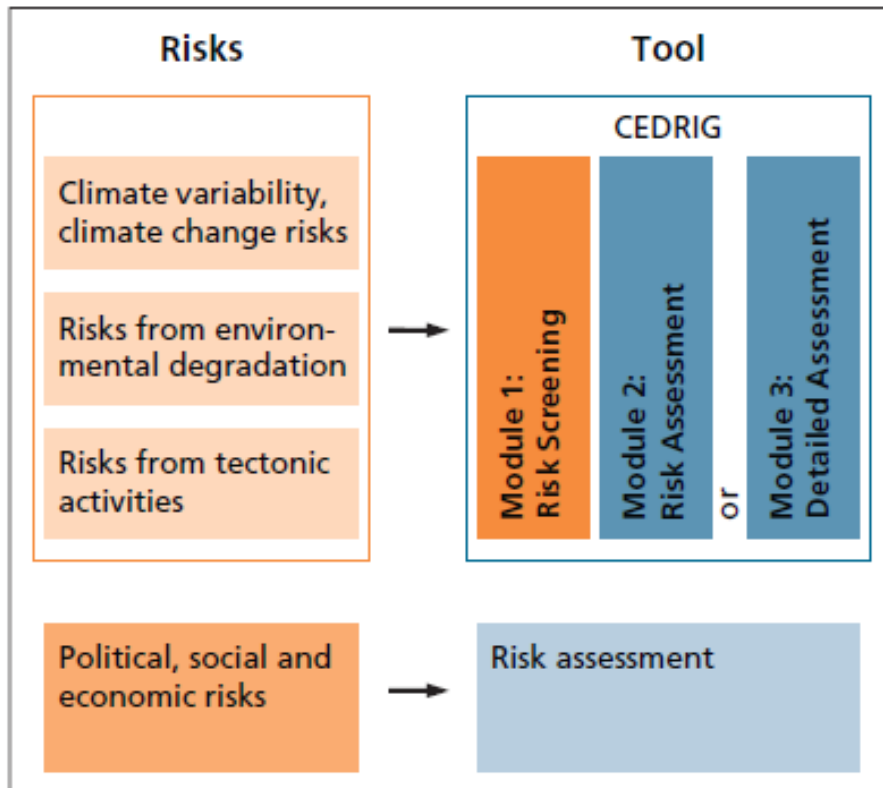 Risks
Tool
CEDRIG
Climate variability,
climate change risks
Risks from environ-
mental degradation
Risks from tectonic
activities
Module 1:
Risk Screening
Module 2:
Risk Assessment
or
Module 3:
Detailed Assessment
Political, social and
economic risks
Risk assessment